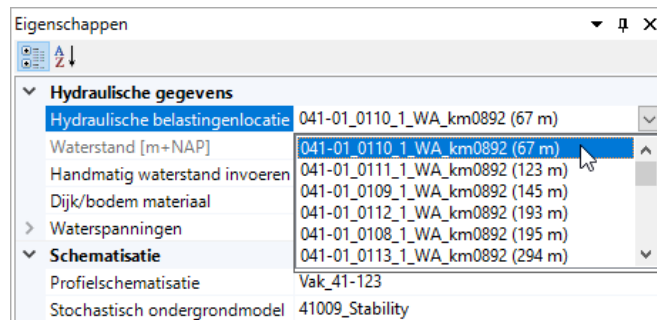 Eigenschappen
A
Z
Hydraulische gegevens
Hydraulische belastingenlocatie 041-01_0110_1_WA_km0892 (67 m)
Waterstand [m+NAP] 041-01_0110_1_WA_km0892 (67 m)
Handmatig waterstand invoeren 041-01_0111_1_WA_km0892 (123 m)
041-01_0109_1_WA_km0892 (145 m)
Dijk/bodem materiaal 041-01_0112_1_WA_km0892 (193 m)
Waterspanningen 041-01_0108_1_WA_km0892 (195 m)
Schematisatie 041-01_0113_1_WA_km0892 (294 m)
Profielschematisatie Vak_41-123
Stochastisch ondergrondmodel 41009_Stability